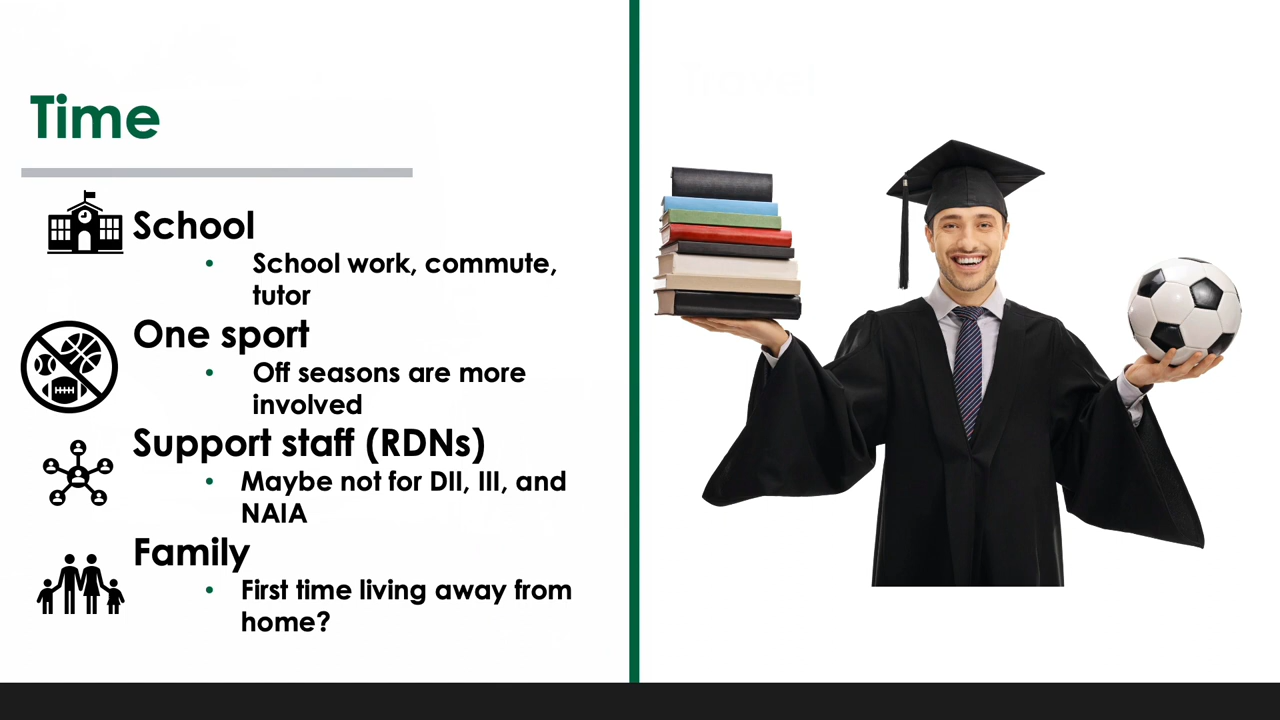 Time
School
• School work, commute,
tutor
One sport
• Off seasons are more
involved
Support staff (RDNs)
• Maybe not for DII, III, and
NAIA
Family
• First time living away from
home?